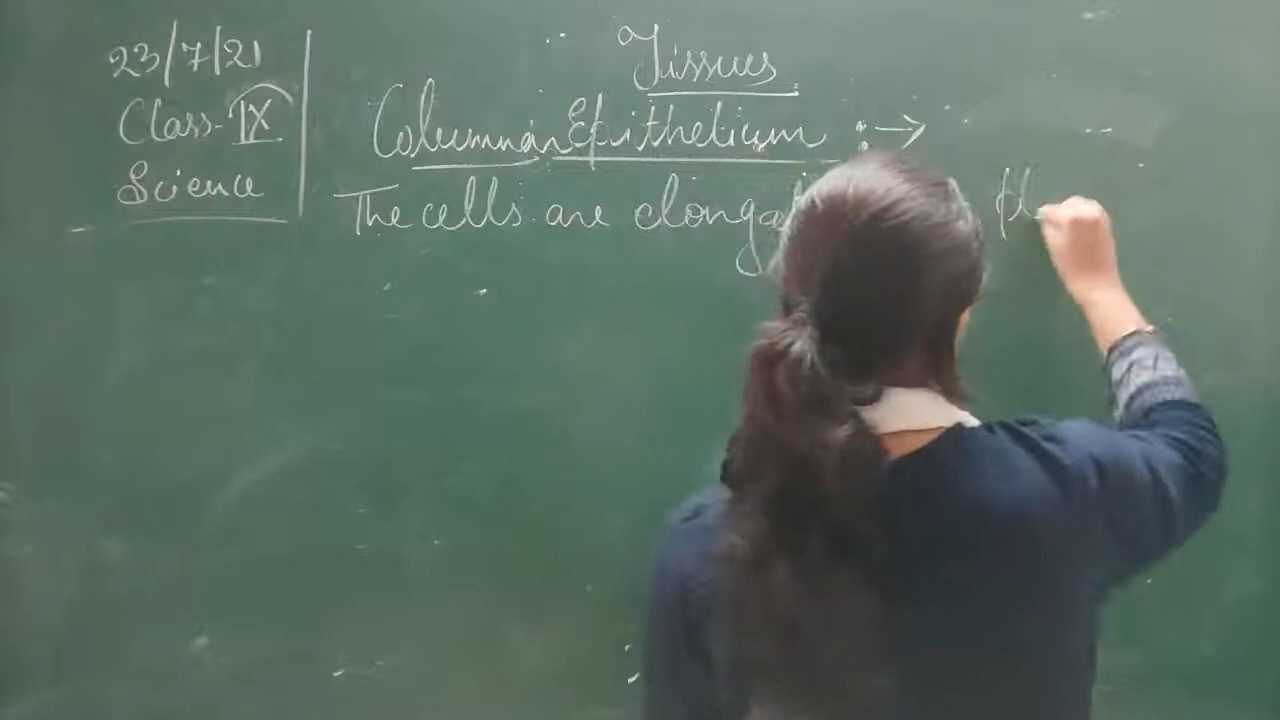 23/7/21
Class-IX
Science
Tissues
Columnar Epithelium :→
The cells are